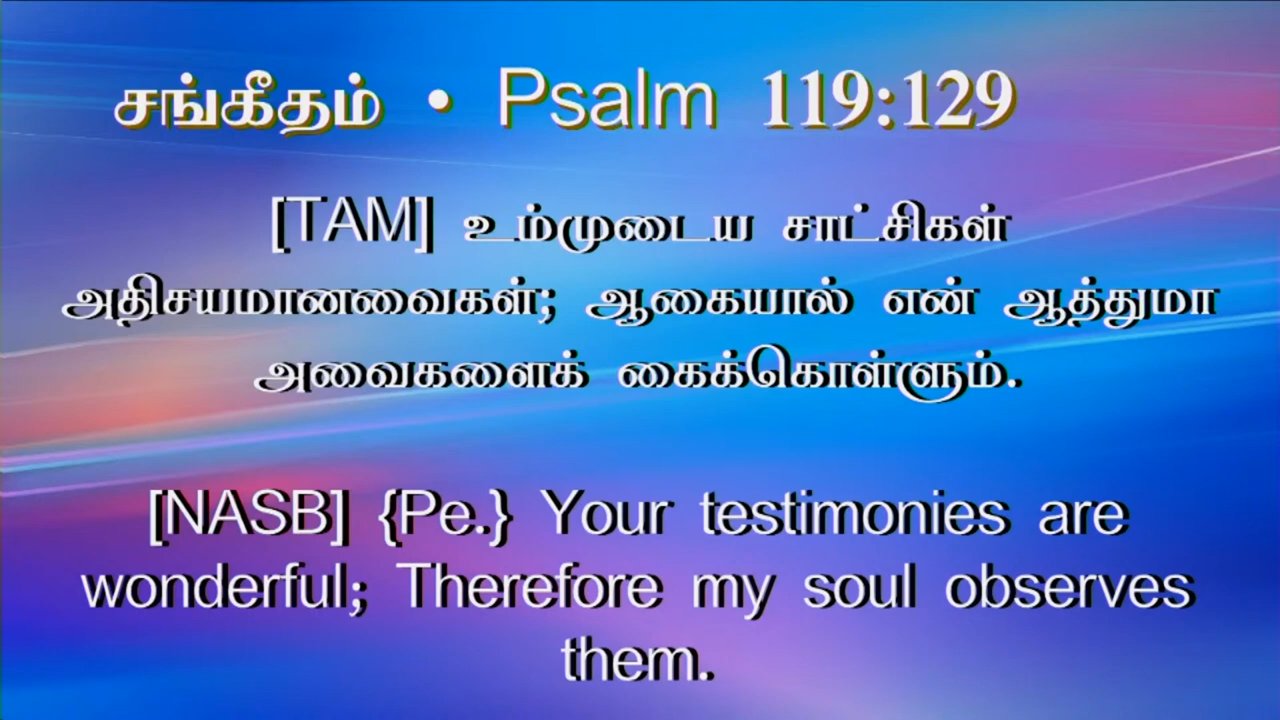 சங்கீதம் • Psalm 119:129
[TAM] உம்முடைய சாட்சிகள்
அதிசயமானவைகள்; ஆகையால் என் ஆத்துமா
அவைகளைக் கைக்கொள்ளும்.
[NASB] {Pe.} Your testimonies are
wonderful; Therefore my soul observes
them.